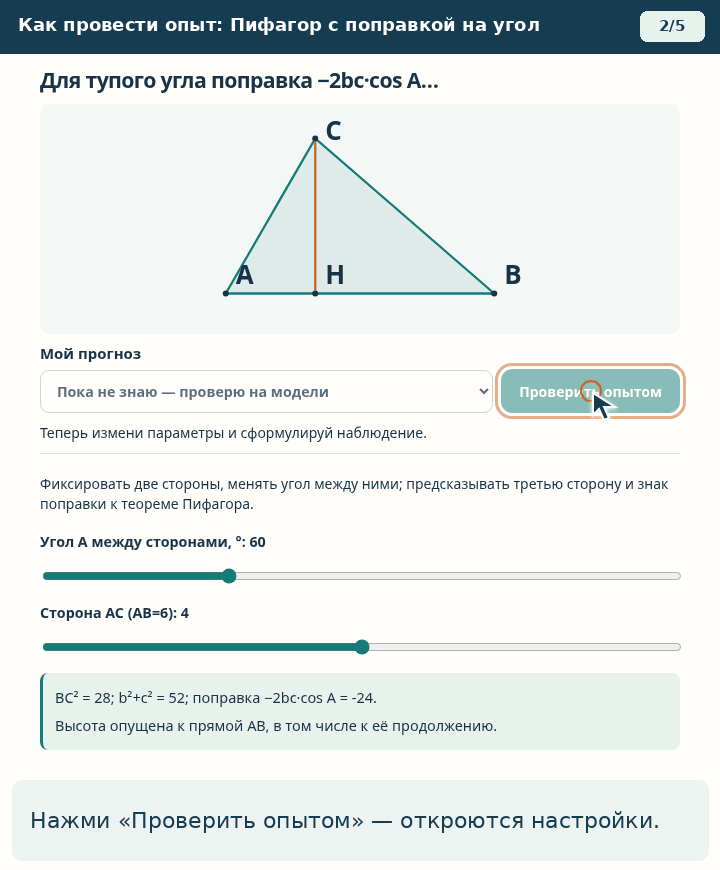 Как провести опыт: Пифагор с поправкой на угол
2/5
Для тупого угла поправка −2bc·cos A…
C
A
H
B
Мой прогноз
Пока не знаю — проверю на модели
Проверить опытом
Теперь измени параметры и сформулируй наблюдение.
Фиксировать две стороны, менять угол между ними; предсказывать третью сторону и знак
поправки к теореме Пифагора.
Угол A между сторонами, °: 60
Сторона AC (AB=6): 4
BC² = 28; b²+c² = 52; поправка −2bc·cos A = -24.
Высота опущена к прямой AB, в том числе к её продолжению.
Нажми «Проверить опытом» — откроются настройки.